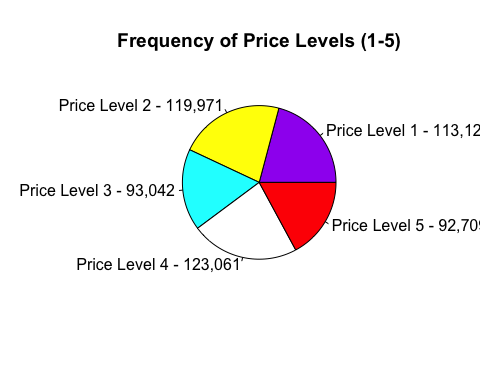 Frequency of Price Levels (1-5)
Price Level 2 - 119,971
Price Level 1 - 113,12
Price Level 3 - 93,042
Price Level 5 - 92,709
Price Level 4 - 123,061